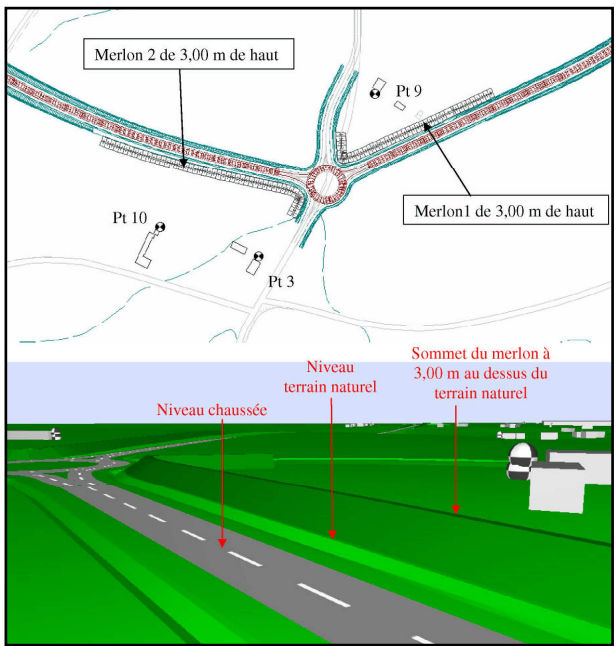 Merlon 2 de 3,00 m de haut
Pt 9
Merlon1 de 3,00 m de haut
Pt 10
Pt 3
Sommet du merlon à
3,00 m au dessus du
terrain naturel
Niveau
terrain naturel
Niveau chaussée